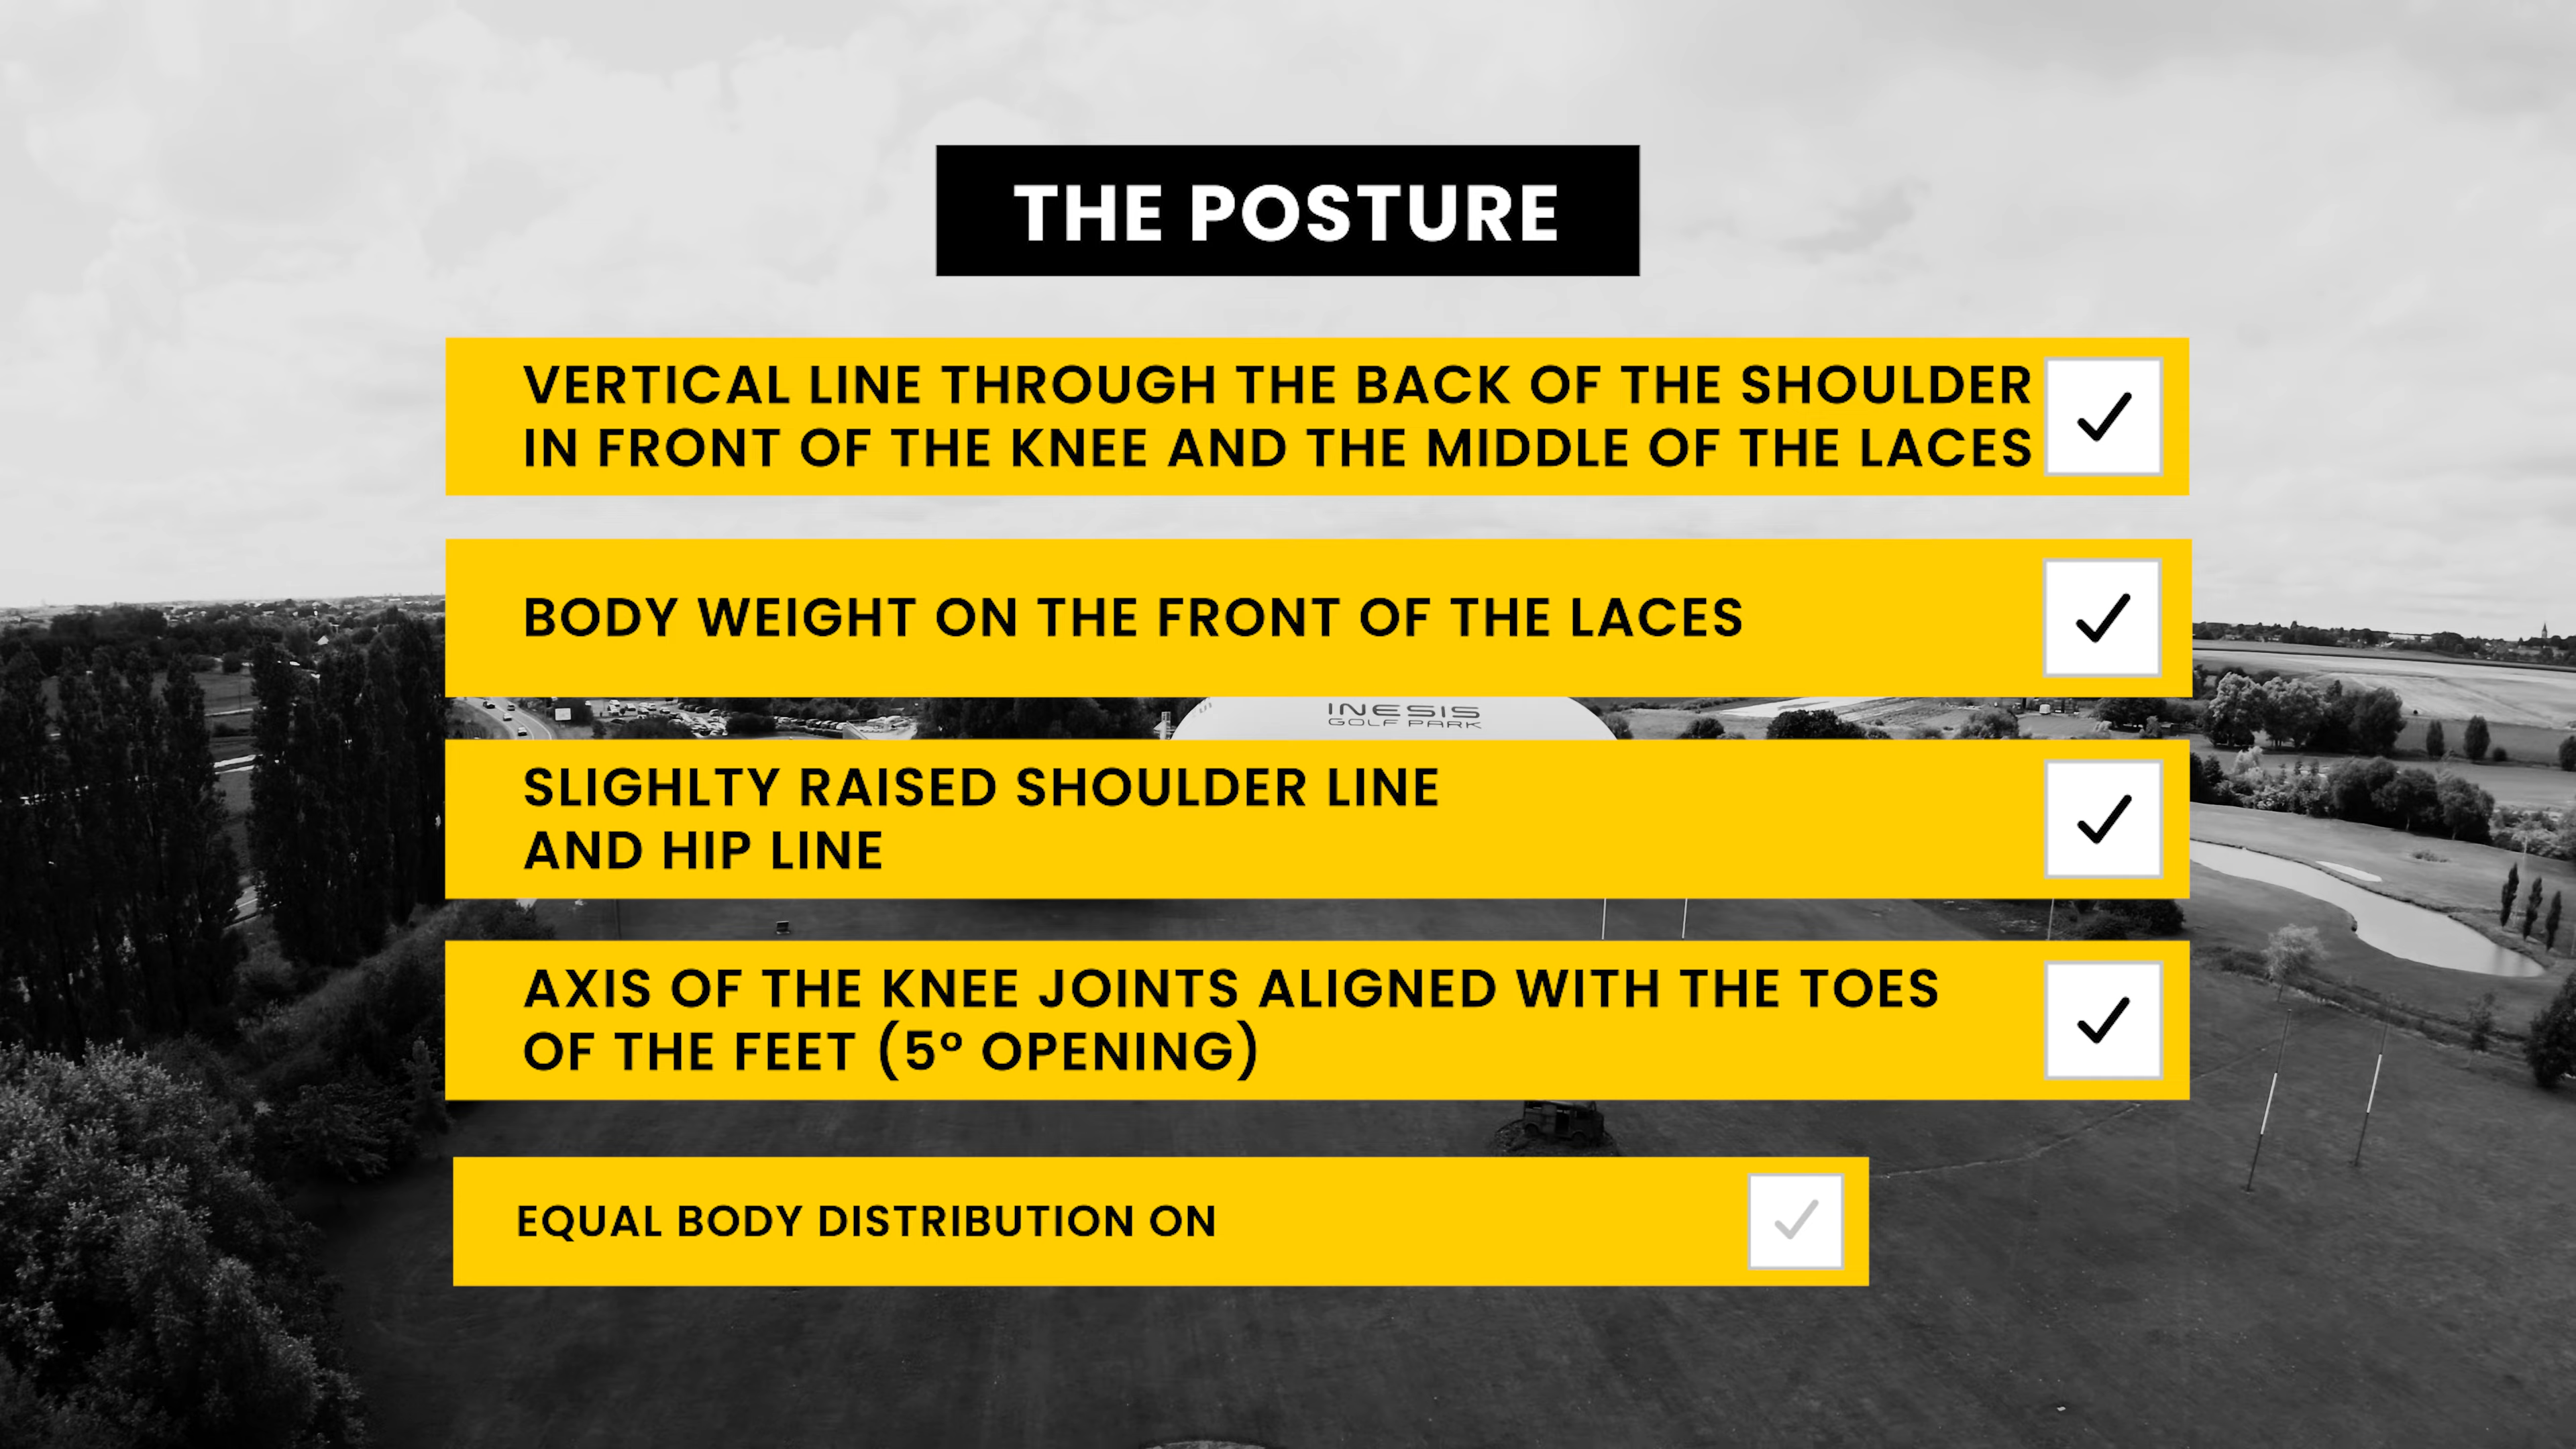 THE POSTURE
VERTICAL LINE THROUGH THE BACK OF THE SHOULDER
IN FRONT OF THE KNEE AND THE MIDDLE OF THE LACES
BODY WEIGHT ON THE FRONT OF THE LACES
INESIS
GOLF PARK
SLIGHLTY RAISED SHOULDER LINE
AND HIP LINE
AXIS OF THE KNEE JOINTS ALIGNED WITH THE TOES
OF THE FEET (5º OPENING)
EQUAL BODY DISTRIBUTION ON